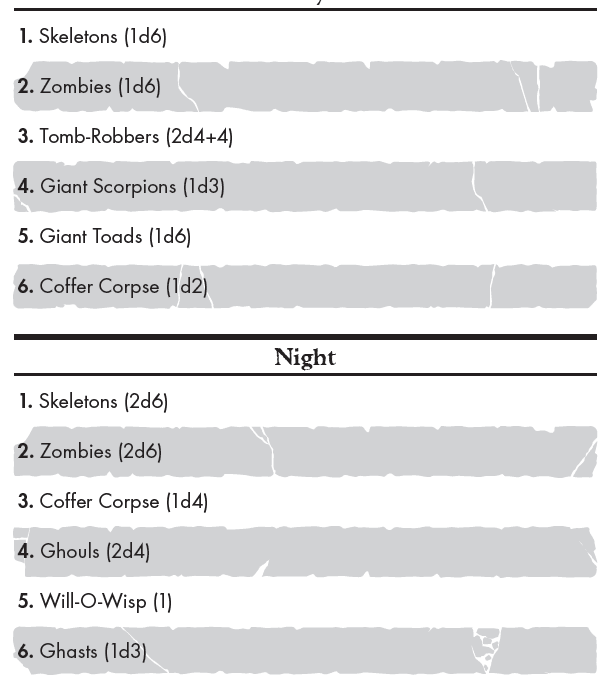 1. Skeletons (1d6)
2. Zombies (1d6)
3. Tomb-Robbers (2d4+4)
4. Giant Scorpions (1d3)
5. Giant Toads (1d6)
6. Coffer Corpse (1d2)
Night
1. Skeletons (2d6)
2. Zombies (2d6)
3. Coffer Corpse (1d4)
4. Ghouls (2d4)
5. Will-O-Wisp (1)
6. Ghasts (1d3)